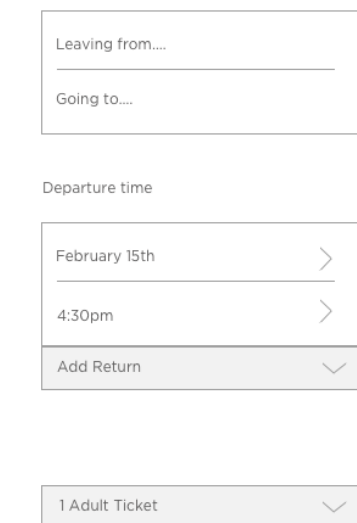 Leaving from....
Going to....
Departure time
February 15th
4:30pm
Add Return
1 Adult Ticket